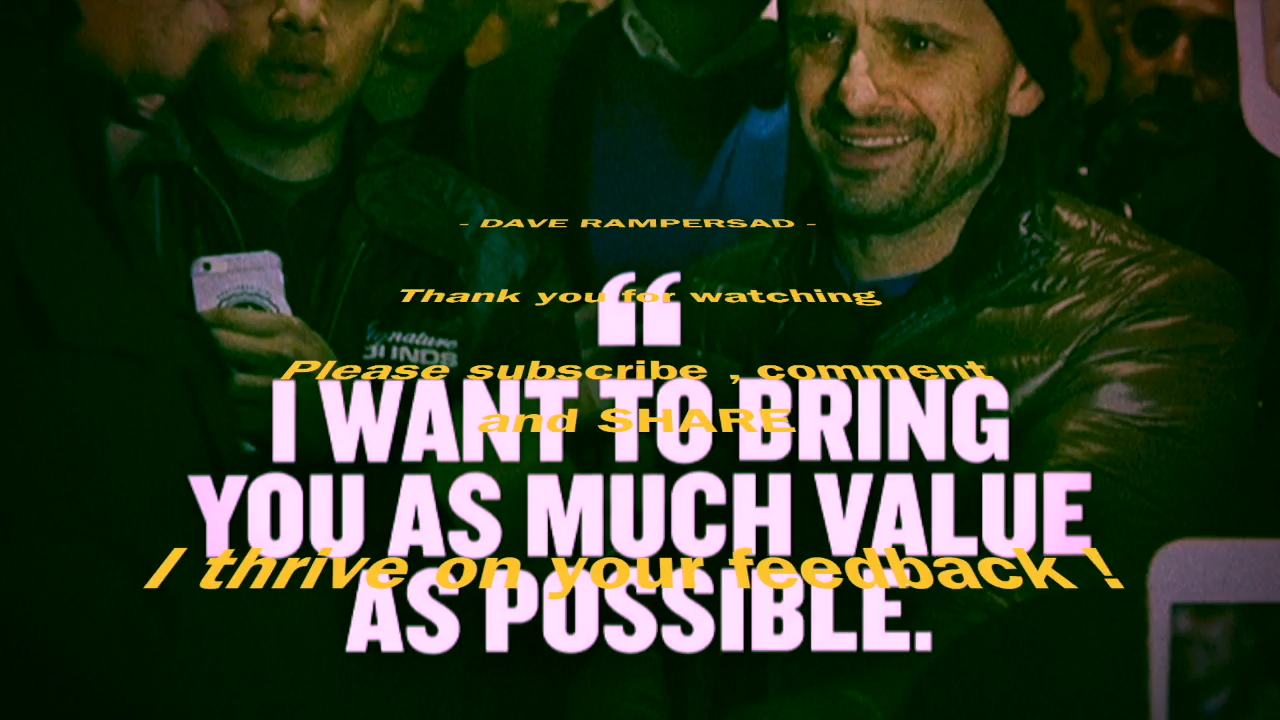 - DAVE RAMPERSAD -
Thank you for watching
“
Please subscribe , comment
and SHARE
I WANT TO BRING
YOU AS MUCH VALUE
AS POSSIBLE.
I thrive on your feedback !